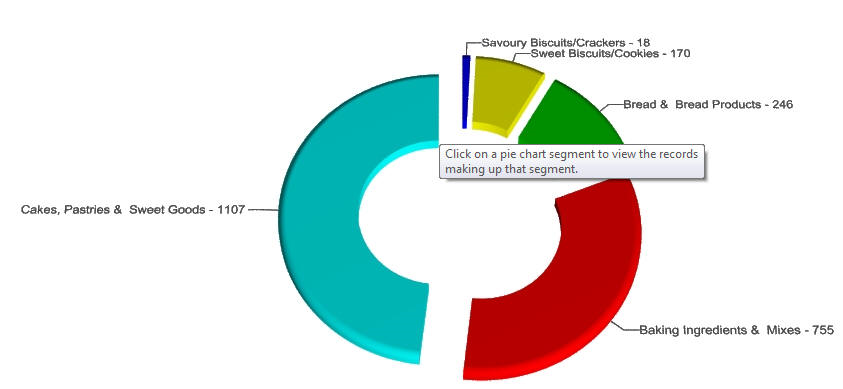 Savoury Biscuits/Crackers - 18
Sweet Biscuits/Cookies - 170
Bread &  Bread Products - 246
Click on a pie chart segment to view the records
making up that segment.
Cakes, Pastries &  Sweet Goods - 1107
Baking Ingredients &  Mixes - 755